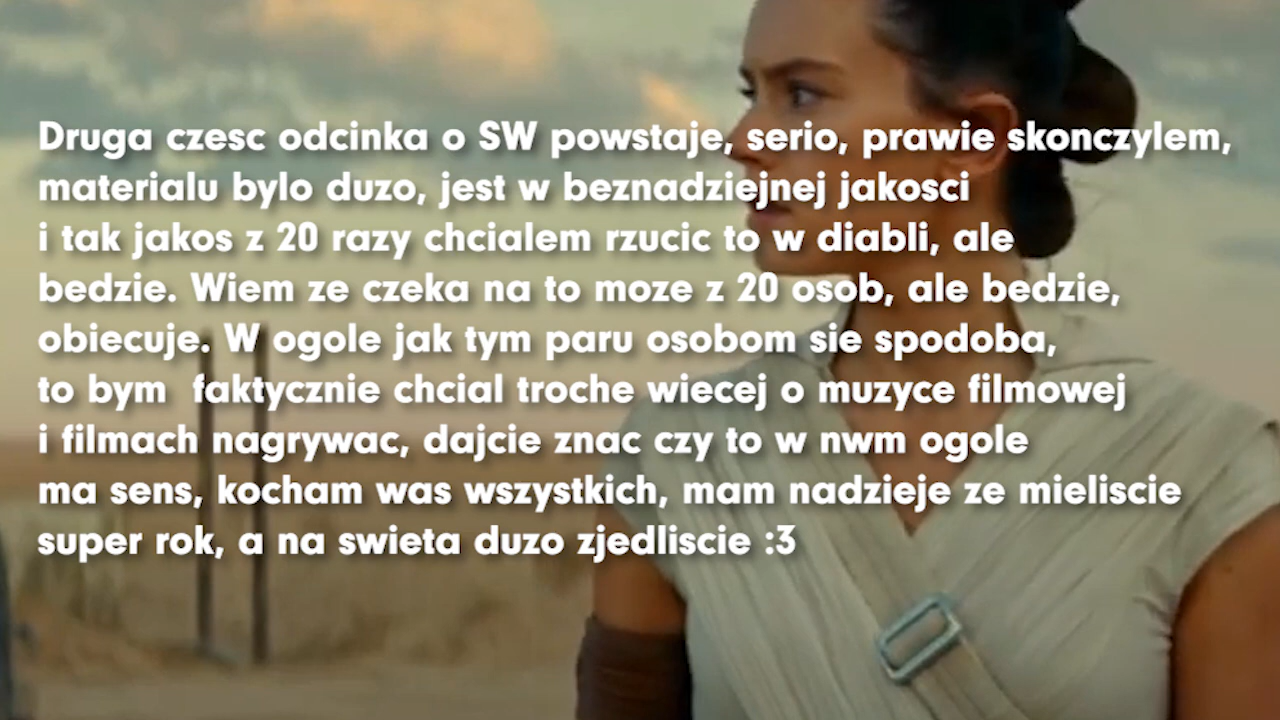 Druga czesc odcinka o SW powstaje, serio, prawie skonczylem,
materialu bylo duzo, jest w beznadziejnej jakosci
i tak jakos z 20 razy chcialem rzucic to w diabli, ale
bedzie. Wiem ze czeka na to moze z 20 osob, ale bedzie,
obiecuje. W ogole jak tym paru osobom sie spodoba,
to bym  faktycznie chcial troche wiecej o muzyce filmowej
i filmach nagrywac, dajcie znac czy to w nwm ogole
ma sens, kocham was wszystkich, mam nadzieje ze mieliscie
super rok, a na swieta duzo zjedliscie :3